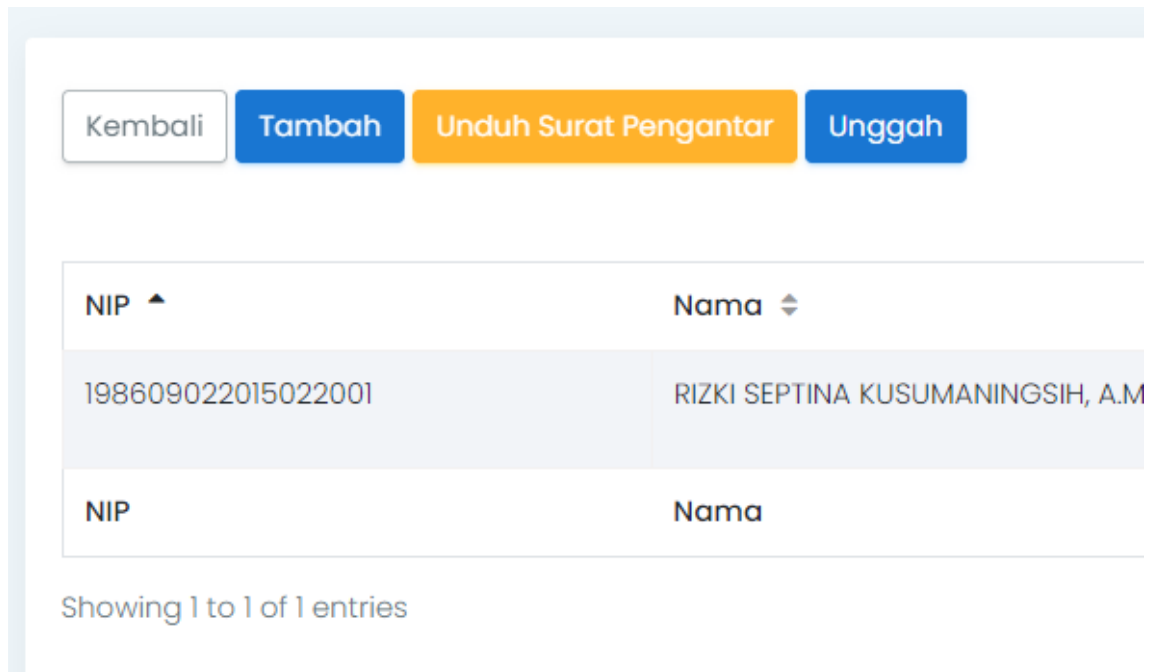 Kembali Tambah Unduh Surat Pengantar Unggah
NIP Nama
198609022015022001 RIZKI SEPTINA KUSUMANINGSIH, A.M
NIP Nama
Showing 1 to 1 of 1 entries